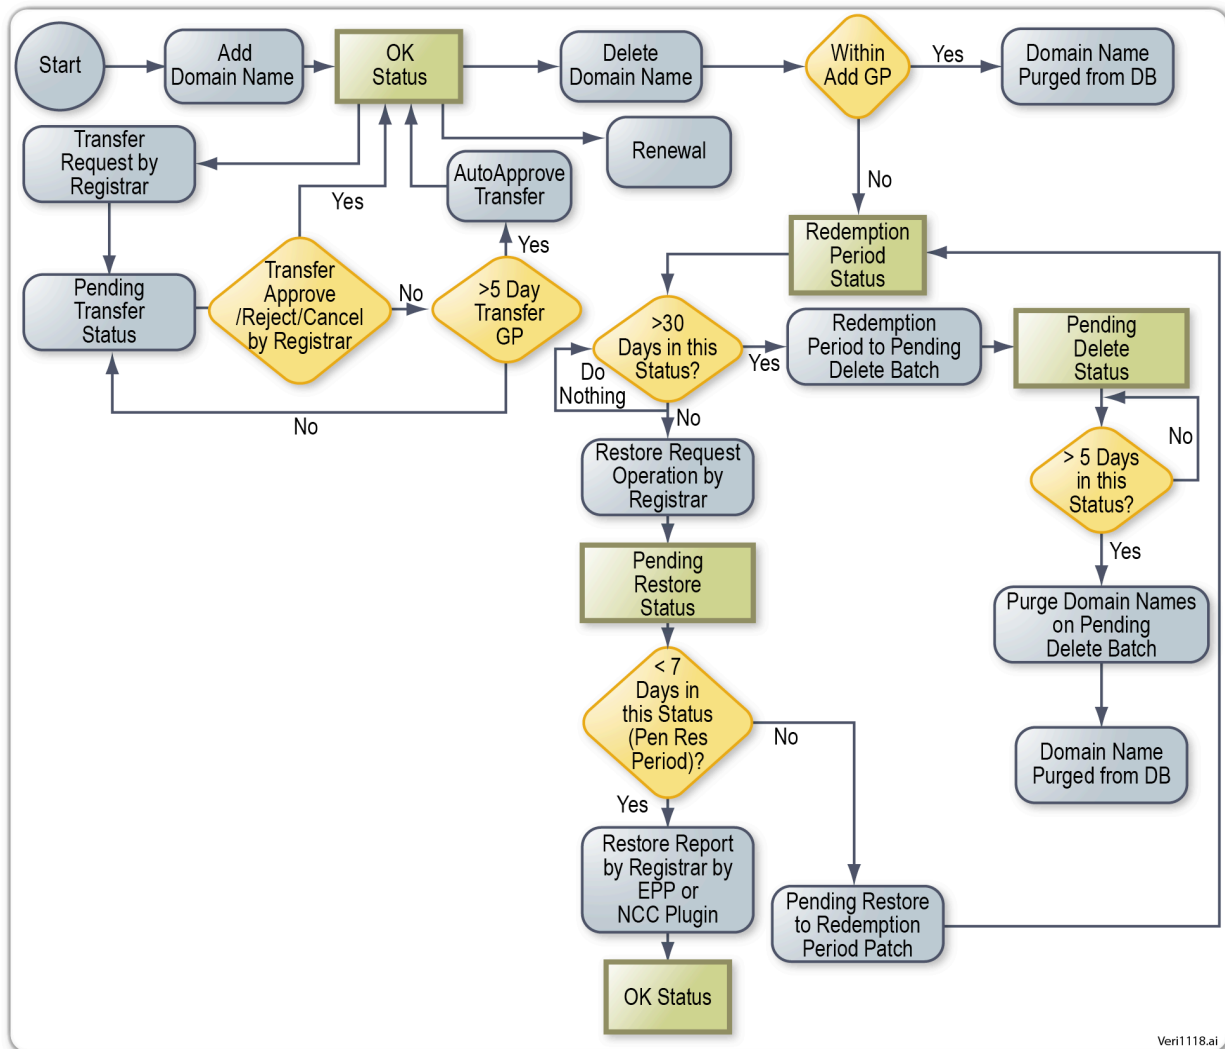 Start
Add
Domain Name
OK
Status
Delete
Domain Name
Within
Add GP
Yes
Domain Name
Purged from DB
Transfer
Request by
Registrar
Renewal
AutoApprove
Transfer
Yes
No
Yes
Redemption
Period
Status
Pending
Transfer
Status
Transfer
Approve
/Reject/Cancel
by Registrar
No
>5 Day
Transfer
GP
No
>30
Days in this
Status?
Do
Nothing
Yes
No
Redemption
Period to Pending
Delete Batch
Pending
Delete
Status
No
> 5 Days
in this
Status?
Yes
Restore Request
Operation by
Registrar
Pending
Restore
Status
Purge Domain Names
on Pending
Delete Batch
< 7
Days in
this Status
(Pen Res
Period)?
No
Yes
Domain Name
Purged from DB
Restore Report
by Registrar by
EPP or
NCC Plugin
Pending Restore
to Redemption
Period Patch
OK Status
Veri1118.ai